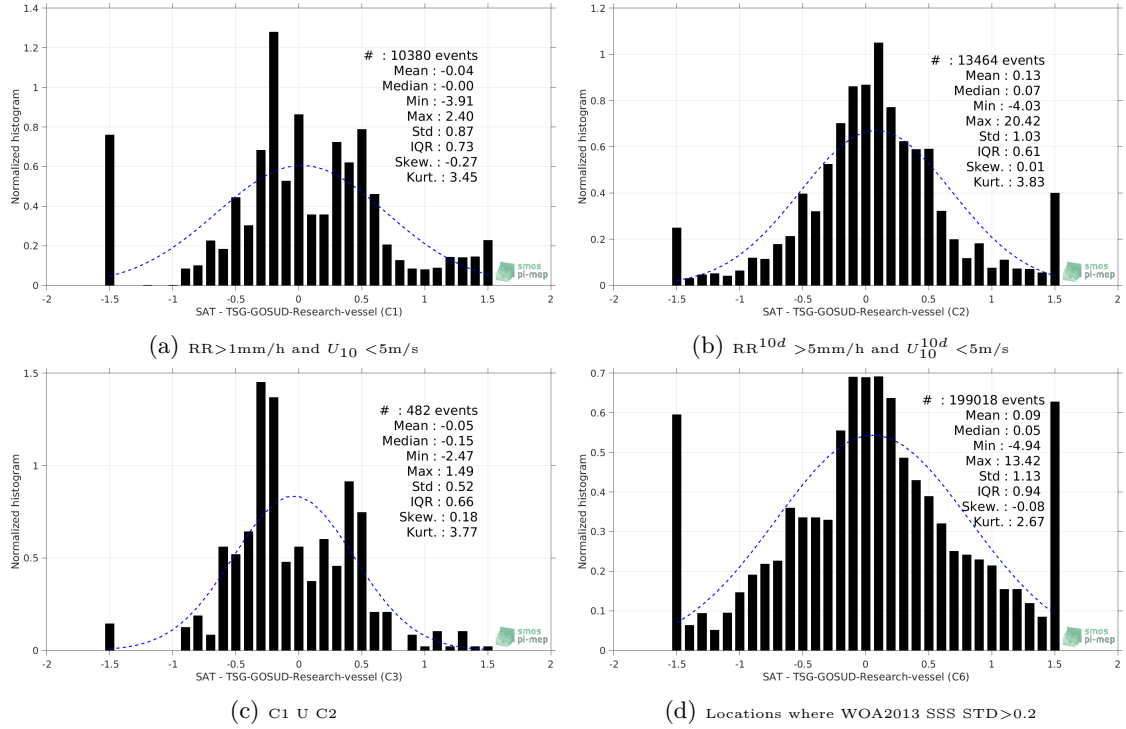 1.4
1.2
1
0.8
0.6
0.4
0.2
0
-2 -1.5 -1 -0.5 0 0.5 1 1.5 2
Normalized histogram
SAT - TSG-GOSUD-Research-vessel (C1)
# : 10380 events
Mean : -0.04
Median : -0.00
Min : -3.91
Max : 2.40
Std : 0.87
IQR : 0.73
Skew. : -0.27
Kurt. : 3.45
smos
pi-mep
(a) RR>1mm/h and U10 <5m/s
1.2
1
0.8
0.6
0.4
0.2
0
-2 -1.5 -1 -0.5 0 0.5 1 1.5 2
Normalized histogram
SAT - TSG-GOSUD-Research-vessel (C2)
# : 13464 events
Mean : 0.13
Median : 0.07
Min : -4.03
Max : 20.42
Std : 1.03
IQR : 0.61
Skew. : 0.01
Kurt. : 3.83
smos
pi-mep
(b) RR10d >5mm/h and U10 10d <5m/s
1.5
1
0.5
0
-2 -1.5 -1 -0.5 0 0.5 1 1.5 2
Normalized histogram
SAT - TSG-GOSUD-Research-vessel (C3)
# : 482 events
Mean : -0.05
Median : -0.15
Min : -2.47
Max : 1.49
Std : 0.52
IQR : 0.66
Skew. : 0.18
Kurt. : 3.77
smos
pi-mep
(c) C1 U C2
0.7
0.6
0.5
0.4
0.3
0.2
0.1
0
-2 -1.5 -1 -0.5 0 0.5 1 1.5 2
Normalized histogram
SAT - TSG-GOSUD-Research-vessel (C6)
# : 199018 events
Mean : 0.09
Median : 0.05
Min : -4.94
Max : 13.42
Std : 1.13
IQR : 0.94
Skew. : -0.08
Kurt. : 2.67
smos
pi-mep
(d) Locations where WOA2013 SSS STD>0.2